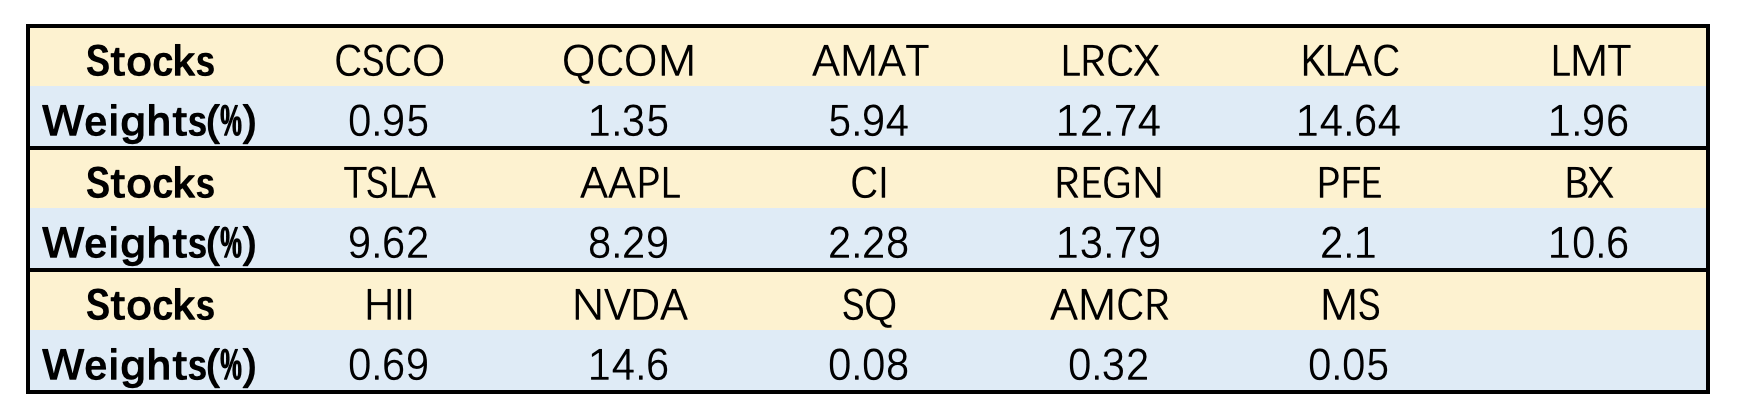 Stocks CSCO QCOM AMAT LRCX KLAC LMT
Weights(%) 0.95 1.35 5.94 12.74 14.64 1.96
Stocks TSLA AAPL CI REGN PFE BX
Weights(%) 9.62 8.29 2.28 13.79 2.1 10.6
Stocks HII NVDA SQ AMCR MS
Weights(%) 0.69 14.6 0.08 0.32 0.05